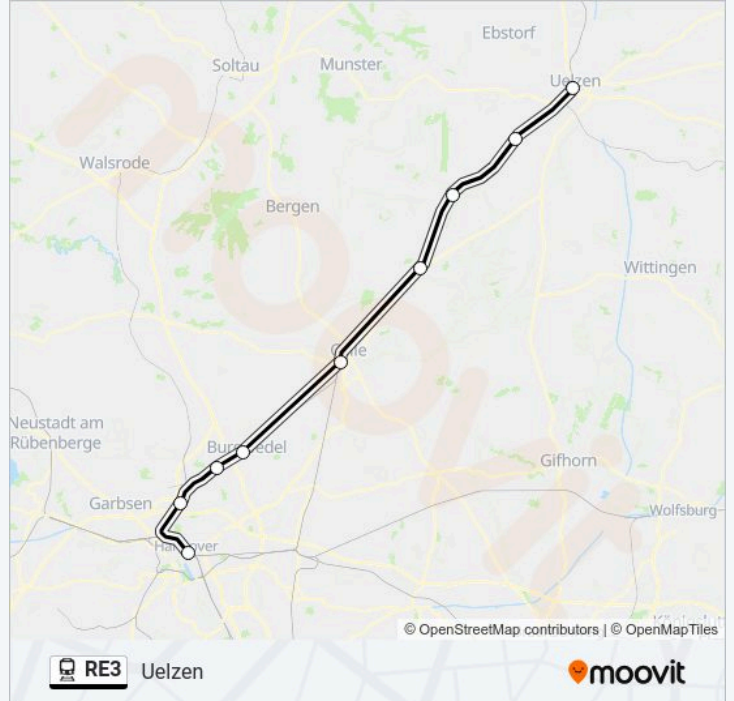 Ebstorf
Soltau
Munster
Uelzen
Walsrode
Bergen
Wittingen
Neustadt am
Rübenberge
Gifhorn
Garbsen
Wolfsburg
© OpenStreetMap contributors | © OpenMapTiles
RE3 Uelzen
moovit
moovit